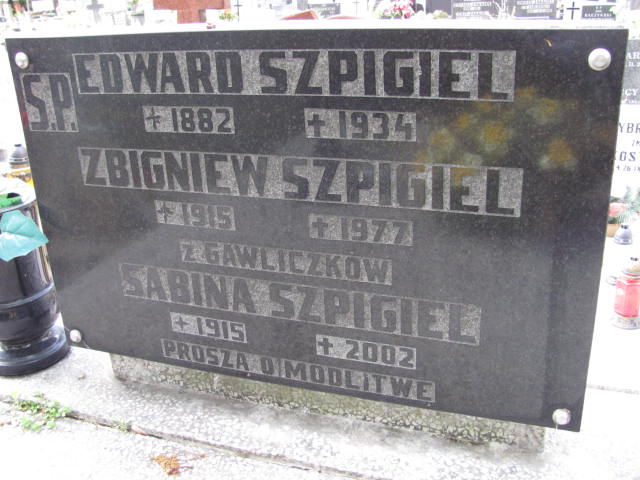 Ś.P. EDWARD SZPIGIEL
* 1882 † 1934
ZBIGNIEW SZPIGIEL
* 1915 † 1977
Z GAWLICZKÓW
SABINA SZPIGIEL
* 1915 † 2002
PROSZĄ O MODLITWĘ